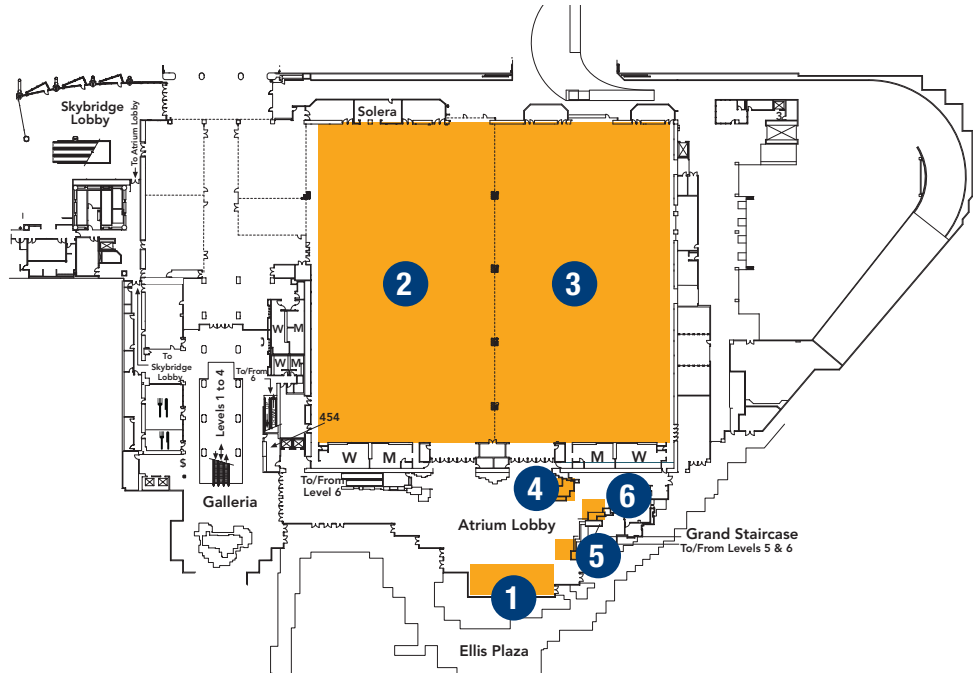 Skybridge
Lobby
To Atrium Lobby
Solera
3
2
3
W
M
W
M
To
Skybridge
Lobby
To/From
6
Levels 1 to 4
454
$
Galleria
W
M
M
W
To/From
Level 6
4
6
Atrium Lobby
5
Grand Staircase
To/From Levels 5 & 6
1
Ellis Plaza